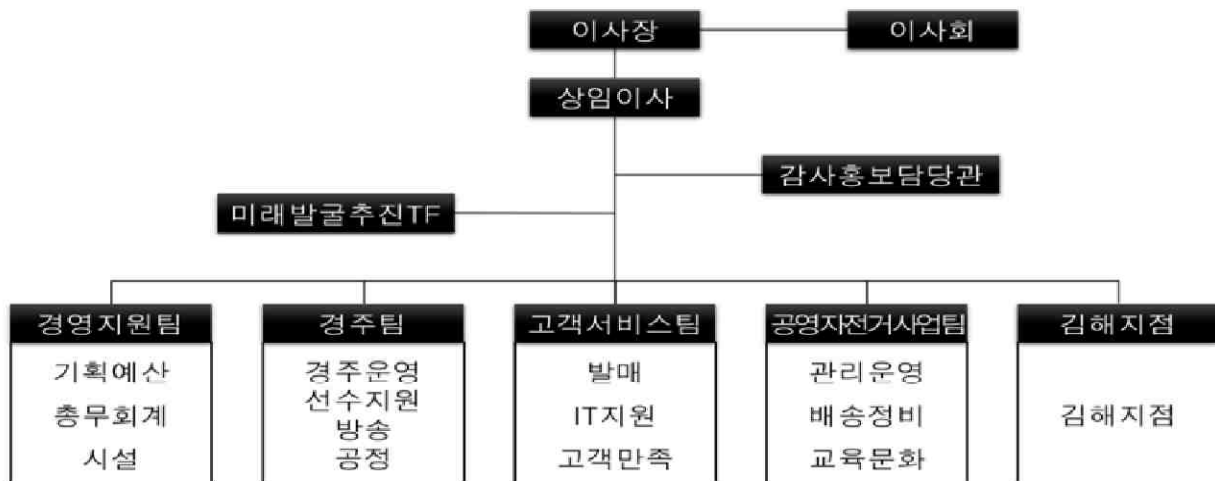 이사장
이사회
상임이사
감사홍보담당관
미래발굴추진TF
경영지원팀
기획예산
총무회계
시설
경주팀
경주운영
선수지원
방송
공정
고객서비스팀
발매
IT지원
고객만족
공영자전거사업팀
관리운영
배송정비
교육문화
김해지점
김해지점